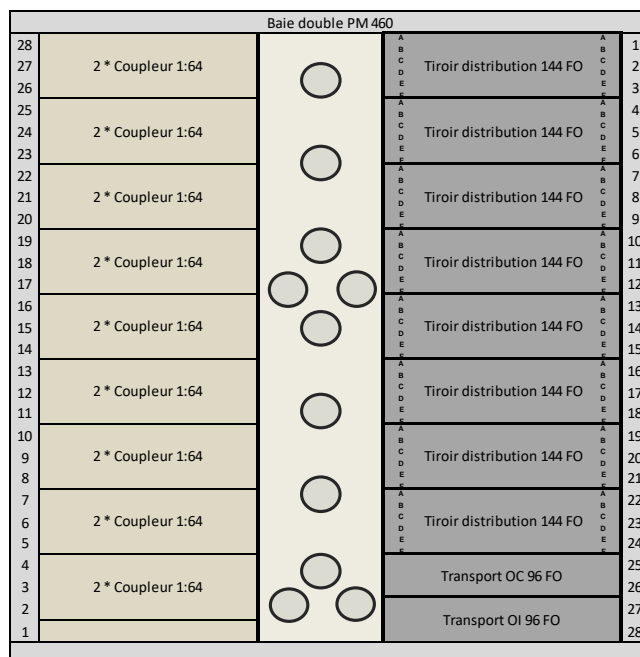 Baie double PM 460
28
27
26
25
24
23
22
21
20
19
18
17
16
15
14
13
12
11
10
9
8
7
6
5
4
3
2
1
2 * Coupleur 1:64
2 * Coupleur 1:64
2 * Coupleur 1:64
2 * Coupleur 1:64
2 * Coupleur 1:64
2 * Coupleur 1:64
2 * Coupleur 1:64
2 * Coupleur 1:64
2 * Coupleur 1:64
A
B
C
D
E
Tiroir distribution 144 FO
A
B
C
D
E
A
B
C
D
E
Tiroir distribution 144 FO
A
B
C
D
E
A
B
C
D
E
Tiroir distribution 144 FO
A
B
C
D
E
A
B
C
D
E
Tiroir distribution 144 FO
A
B
C
D
E
A
B
C
D
E
Tiroir distribution 144 FO
A
B
C
D
E
A
B
C
D
E
Tiroir distribution 144 FO
A
B
C
D
E
A
B
C
D
E
Tiroir distribution 144 FO
A
B
C
D
E
A
B
C
D
E
Tiroir distribution 144 FO
A
B
C
D
E
Transport OC 96 FO
Transport OI 96 FO
1
2
3
4
5
6
7
8
9
10
11
12
13
14
15
16
17
18
19
20
21
22
23
24
25
26
27
28